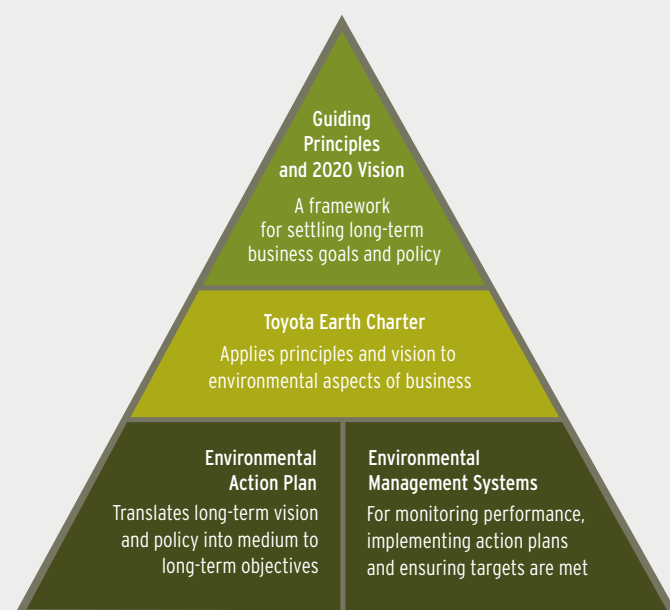 Guiding
Principles
and 2020 Vision
A framework
for settling long-term
business goals and policy
Toyota Earth Charter
Applies principles and vision to
environmental aspects of business
Environmental
Action Plan
Translates long-term vision
and policy into medium to
long-term objectives
Environmental
Management Systems
For monitoring performance,
implementing action plans
and ensuring targets are met